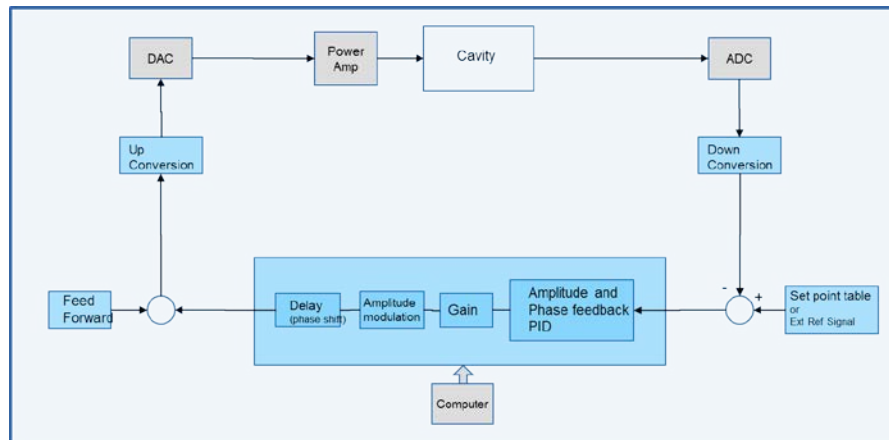 DAC
Power
Amp
Cavity
ADC
Up
Conversion
Down
Conversion
Feed
Forward
Delay
(phase shift)
Amplitude
modulation
Gain
Amplitude and
Phase feedback
PID
-
+
Set point table
or
Ext Ref Signal
Computer